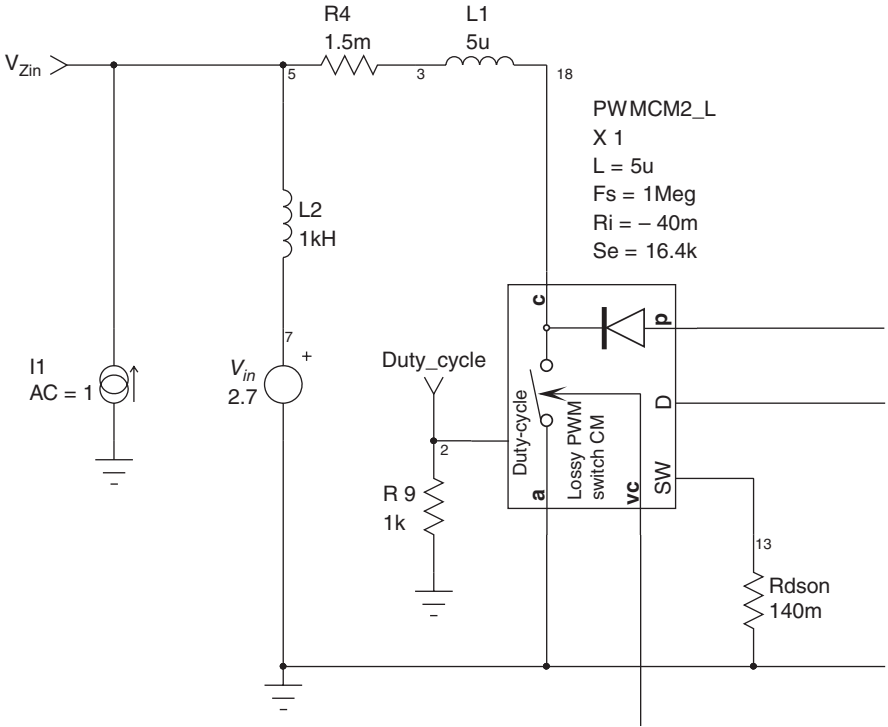 R4
1.5m
L1
5u
V_Zin
5
3
18
PWMCM2_L
X 1
L = 5u
Fs = 1Meg
Ri = – 40m
Se = 16.4k
L2
1kH
c
p
7
+
V_in
2.7
I1
AC = 1
Duty_cycle
2
Duty-cycle
Lossy PWM
switch CM
D
SW
a
vc
R 9
1k
13
Rdson
140m